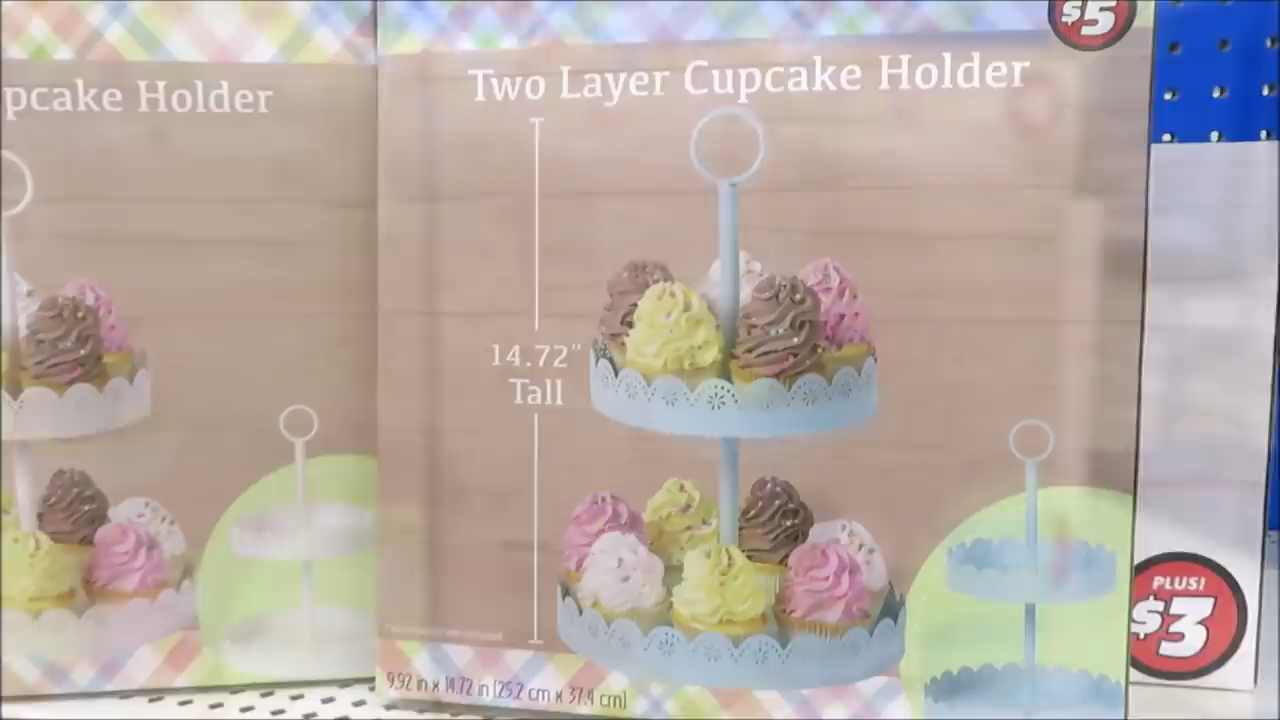 $5
pcake Holder
Two Layer Cupcake Holder
14.72"
Tall
PLUS!
$3
9.92 in x 14.72 in (25.2 cm x 37.4 cm)